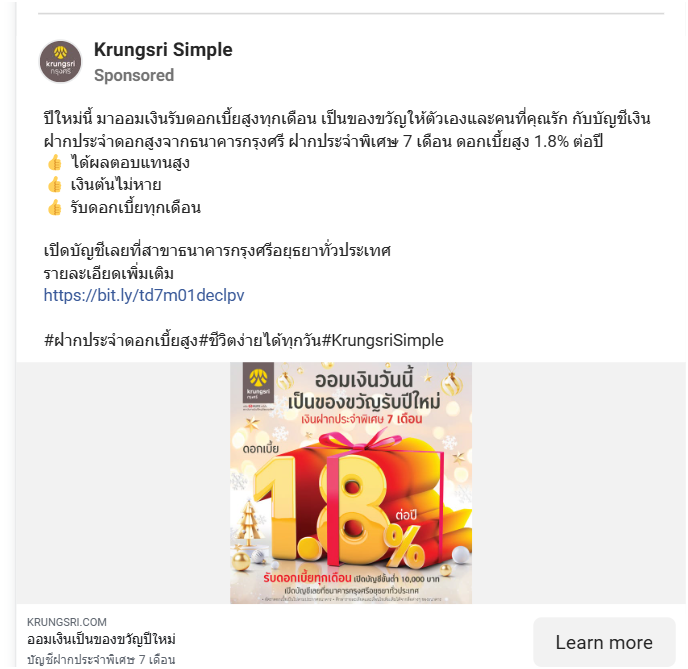 krungsri
กรุงศรี
Krungsri Simple
Sponsored
ปีใหม่นี้ มาออมเงินรับดอกเบี้ยสูงทุกเดือน เป็นของขวัญให้ตัวเองและคนที่คุณรัก กับบัญชีเงิน
ฝากประจำดอกสูงจากธนาคารกรุงศรี ฝากประจำพิเศษ 7 เดือน ดอกเบี้ยสูง 1.8% ต่อปี
👍 ได้ผลตอบแทนสูง
👍 เงินต้นไม่หาย
👍 รับดอกเบี้ยทุกเดือน
เปิดบัญชีเลยที่สาขาธนาคารกรุงศรีอยุธยาทั่วประเทศ
รายละเอียดเพิ่มเติม
https://bit.ly/td7m01declpv
#ฝากประจำดอกเบี้ยสูง#ชีวิตง่ายได้ทุกวัน#KrungsriSimple
krungsri
กรุงศรี
ออมเงินวันนี้
เป็นของขวัญรับปีใหม่
เงินฝากประจำพิเศษ 7 เดือน
ดอกเบี้ย
1.8%
ต่อปี
รับดอกเบี้ยทุกเดือน เปิดบัญชีขั้นต่ำ 10,000 บาท
เปิดบัญชีเลยที่ธนาคารกรุงศรีอยุธยาทั่วประเทศ
KRUNGSRI.COM
ออมเงินเป็นของขวัญปีใหม่
บัญชีฝากประจำพิเศษ 7 เดือน
Learn more